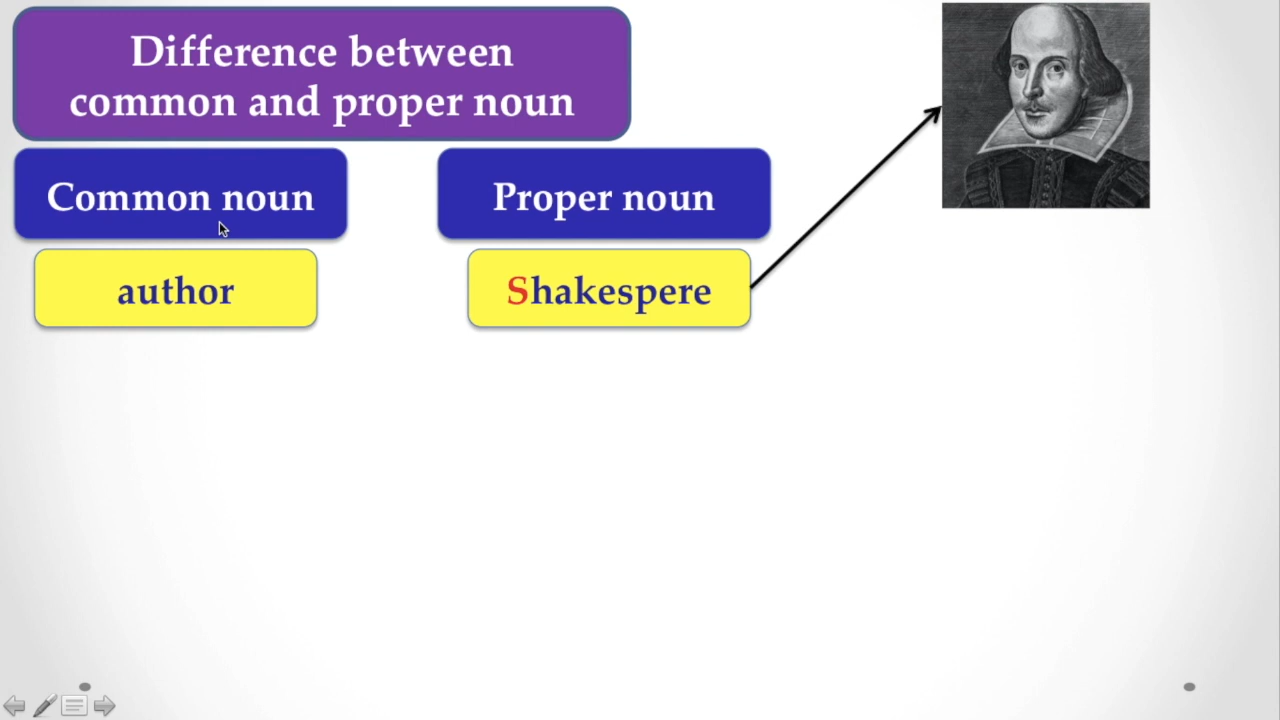 Difference between
common and proper noun
Common noun
Proper noun
author
Shakespere